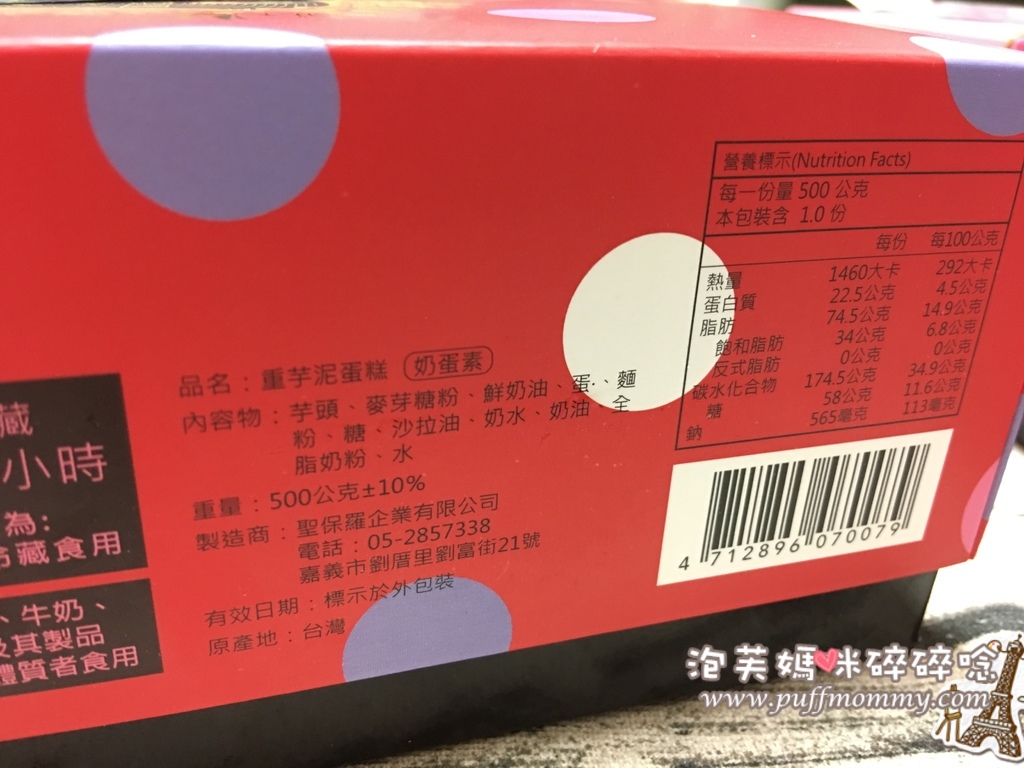 營養標示(Nutrition Facts)
每一份量 500 公克
本包裝含 1.0 份
每份 每100公克
熱量 1460大卡 292大卡
蛋白質 22.5公克 4.5公克
脂肪 74.5公克 14.9公克
飽和脂肪 34公克 6.8公克
反式脂肪 0公克 0公克
碳水化合物 174.5公克 34.9公克
糖 58公克 11.6公克
鈉 565毫克 113毫克
品名：重芋泥蛋糕 奶蛋素
內容物：芋頭、麥芽糖粉、鮮奶油、蛋、麵
粉、糖、沙拉油、奶水、奶油、全
脂奶粉、水
重量：500公克±10%
製造商：聖保羅企業有限公司
電話：05-2857338
嘉義市劉厝里劉富街21號
有效日期：標示於外包裝
原產地：台灣
藏
小時
為：
冷藏食用
、牛奶、
及其製品
體質者食用
4 712896 070079
泡芙媽咪碎碎唸
www.puffmommy.com